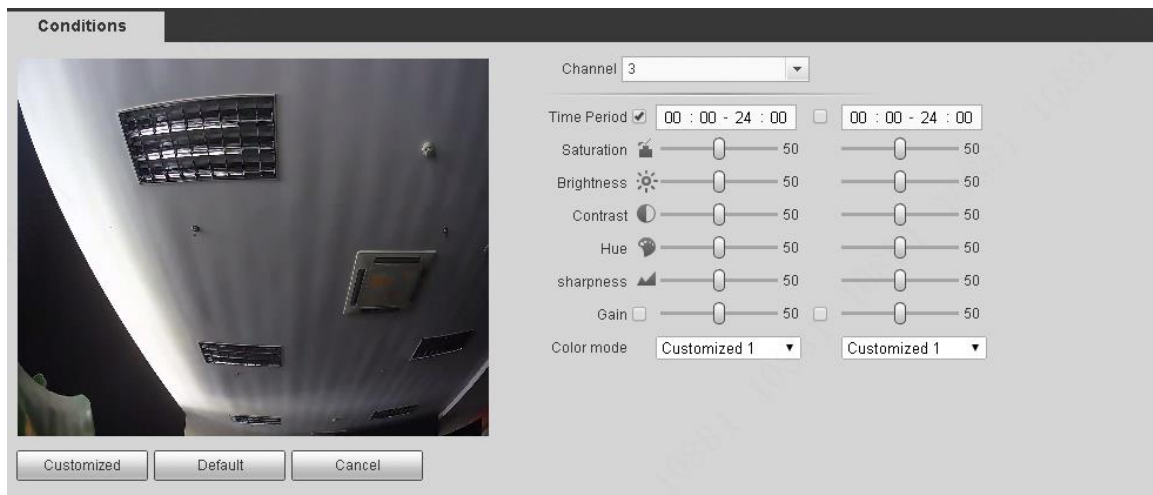 Conditions
Channel 3
Time Period 00 : 00 - 24 : 00 00 : 00 - 24 : 00
Saturation 50 50
Brightness 50 50
Contrast 50 50
Hue 50 50
sharpness 50 50
Gain 50 50
Color mode Customized 1 Customized 1
Customized Default Cancel